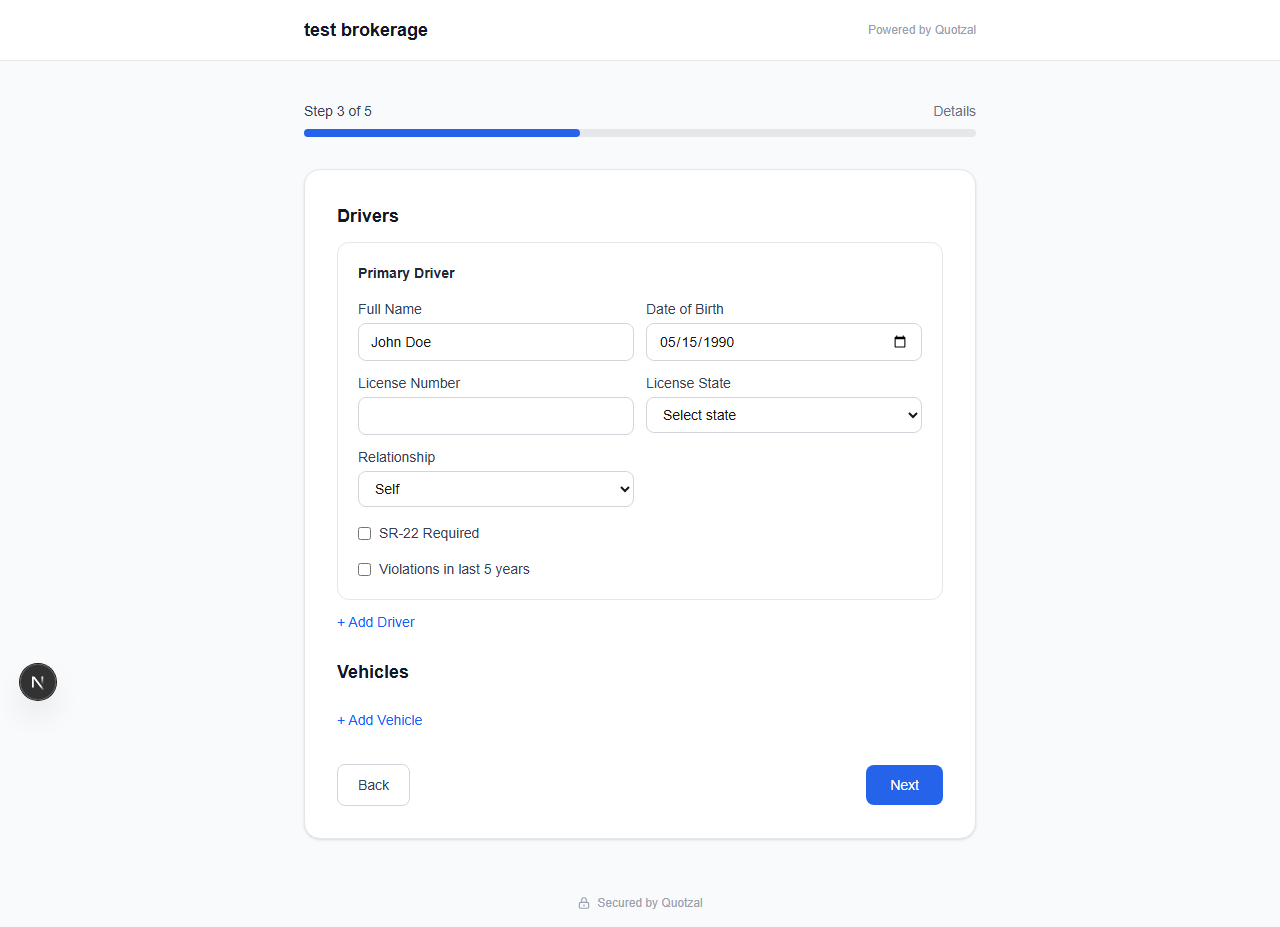 test brokerage
Powered by Quotzal
Step 3 of 5
Details
Drivers
Primary Driver
Full Name
Date of Birth
John Doe
05/15/1990
License Number
License State
Select state
Relationship
Self
SR-22 Required
Violations in last 5 years
+ Add Driver
Vehicles
N
+ Add Vehicle
Back
Next
Secured by Quotzal